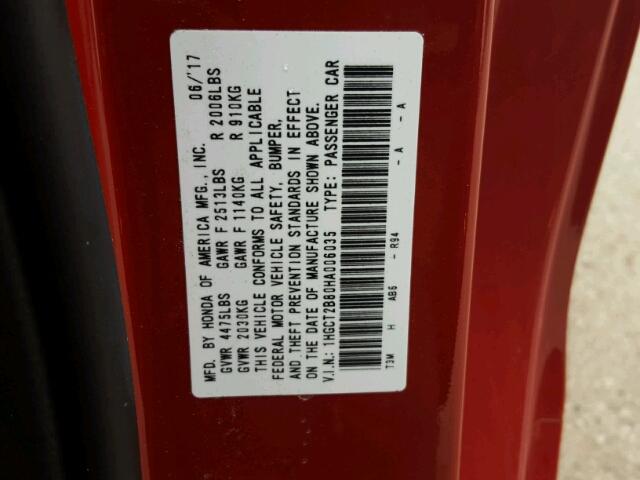 MFD. BY HONDA OF AMERICA MFG., INC. 06/'17
GVWR 4475LBS GAWR F 2513LBS R 2006LBS
GVWR 2030KG GAWR F 1140KG R 910KG
THIS VEHICLE CONFORMS TO ALL APPLICABLE
FEDERAL MOTOR VEHICLE SAFETY, BUMPER,
AND THEFT PREVENTION STANDARDS IN EFFECT
ON THE DATE OF MANUFACTURE SHOWN ABOVE.
V.I.N.: 1HGCT2B80HA006035 TYPE: PASSENGER CAR
T3M H AB6 - R94 - A - A